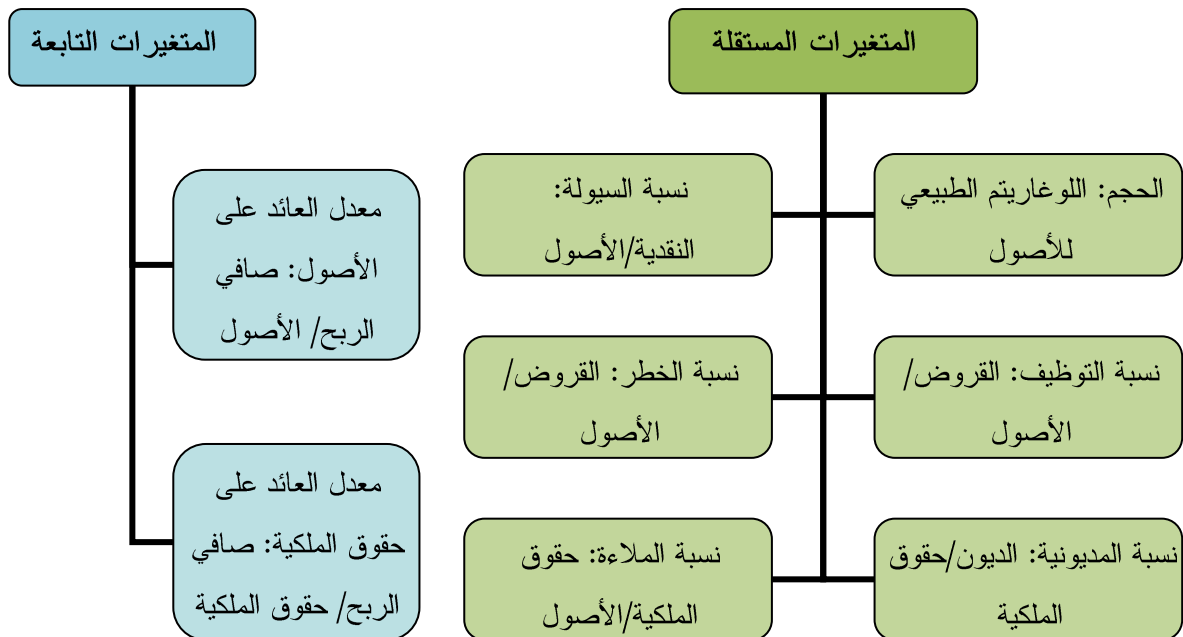 المتغيرات المستقلة
الحجم: اللوغاريتم الطبيعي
للأصول
نسبة السيولة:
النقدية/الأصول
نسبة التوظيف: القروض/
الأصول
نسبة الخطر: القروض/
الأصول
نسبة المديونية: الديون/حقوق
الملكية
نسبة الملاءة: حقوق
الملكية/الأصول
المتغيرات التابعة
معدل العائد على
الأصول: صافي
الربح/ الأصول
معدل العائد على
حقوق الملكية: صافي
الربح/ حقوق الملكية